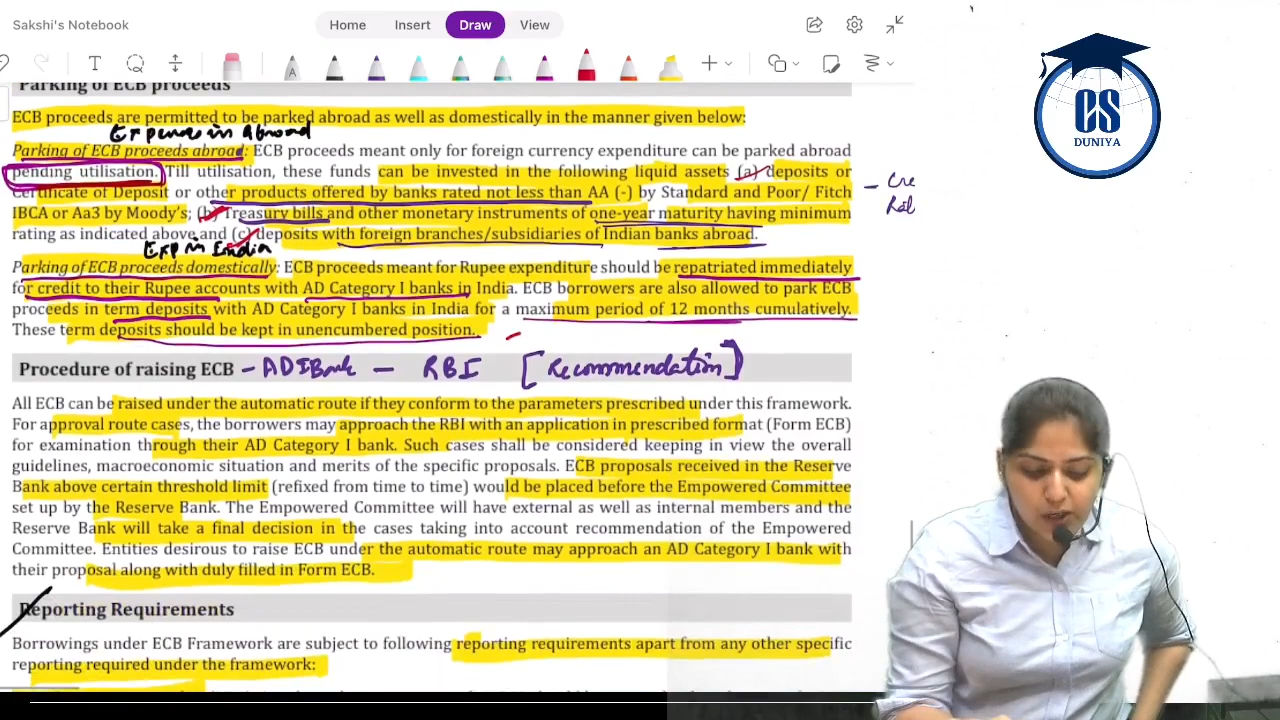 Sakshi's Notebook
Home Insert Draw View
CS
DUNIYA
Parking of ECB proceeds
ECB proceeds are permitted to be parked abroad as well as domestically in the manner given below:
Expense in Abroad
Parking of ECB proceeds abroad: ECB proceeds meanly for foreign currency expenditure can be parked abroad
pending utilisation. Till utilisation, these funds can be invested in the following liquid assets (a) deposits or
Certificate of Deposit or other products offered by banks rated not less than AA (-) by Standard and Poor/ Fitch
IBCA or Aa3 by Moody's; (b) Treasury bills and other monetary instruments of one-year maturity having minimum
rating as indicated above and (c) deposits with foreign branches/subsidiaries of Indian banks abroad.
Exp in India
Parking of ECB proceeds domestically: ECB proceeds meant for Rupee expenditure should be repatriated immediately
for credit to their Rupee accounts with AD Category I banks in India. ECB borrowers are also allowed to park ECB
proceeds in term deposits with AD Category I banks in India for a maximum period of 12 months cumulatively.
These term deposits should be kept in unencumbered position.
Procedure of raising ECB - AD I Bank - RBI [Recommendation]
All ECB can be raised under the automatic route if they conform to the parameters prescribed under this framework.
For approval route cases, the borrowers may approach the RBI with an application in prescribed format (Form ECB)
for examination through their AD Category I bank. Such cases shall be considered keeping in view the overall
guidelines, macroeconomic situation and merits of the specific proposals. ECB proposals received in the Reserve
Bank above certain threshold limit (refixed from time to time) would be placed before the Empowered Committee
set up by the Reserve Bank. The Empowered Committee will have external as well as internal members and the
Reserve Bank will take a final decision in the cases taking into account recommendation of the Empowered
Committee. Entities desirous to raise ECB under the automatic route may approach an AD Category I bank with
their proposal along with duly filled in Form ECB.
Reporting Requirements
Borrowings under ECB Framework are subject to following reporting requirements apart from any other specific
reporting required under the framework: